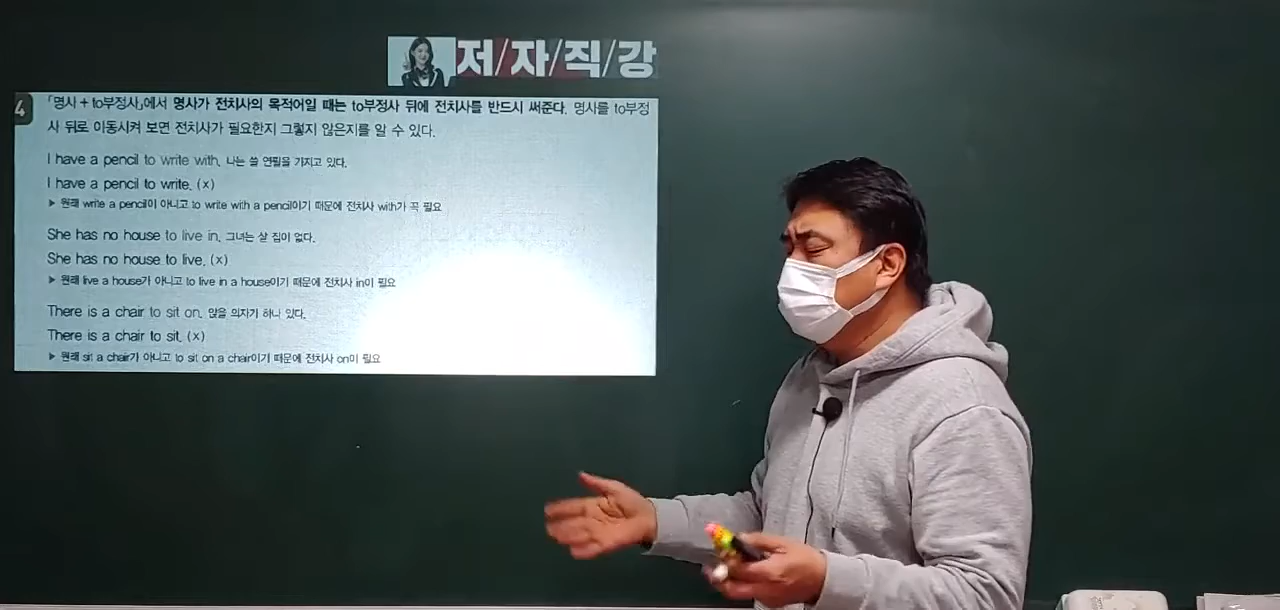 저/자/직/강
4
「명사 + to부정사」에서 명사가 전치사의 목적어일 때는 to부정사 뒤에 전치사를 반드시 써준다. 명사를 to부정
사 뒤로 이동시켜 보면 전치사가 필요한지 그렇지 않은지를 알 수 있다.
I have a pencil to write with. 나는 쓸 연필을 가지고 있다.
I have a pencil to write. (x)
▶ 원래 write a pencil이 아니고 to write with a pencil이기 때문에 전치사 with가 꼭 필요
She has no house to live in. 그녀는 살 집이 없다.
She has no house to live. (x)
▶ 원래 live a house가 아니고 to live in a house이기 때문에 전치사 in이 필요
There is a chair to sit on. 앉을 의자가 하나 있다.
There is a chair to sit. (x)
▶ 원래 sit a chair가 아니고 to sit on a chair이기 때문에 전치사 on이 필요